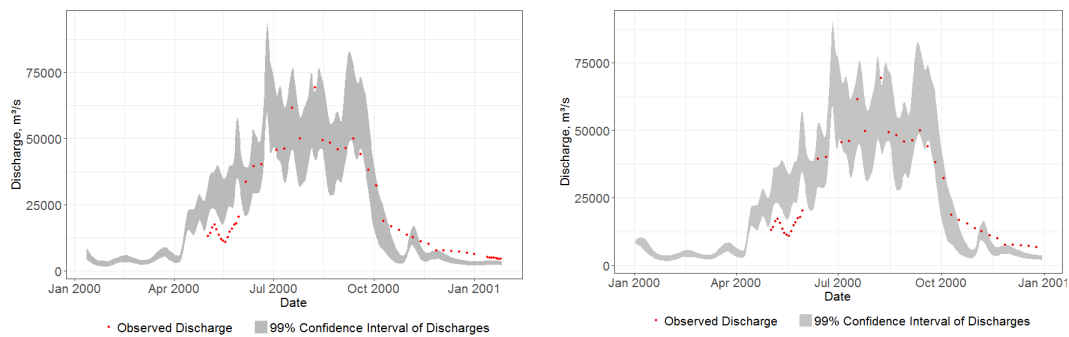 Discharge, m³/s
75000
50000
25000
0
Jan 2000
Apr 2000
Jul 2000
Oct 2000
Jan 2001
Date
Observed Discharge
99% Confidence Interval of Discharges
Discharge, m³/s
75000
50000
25000
0
Jan 2000
Apr 2000
Jul 2000
Oct 2000
Jan 2001
Date
Observed Discharge
99% Confidence Interval of Discharges